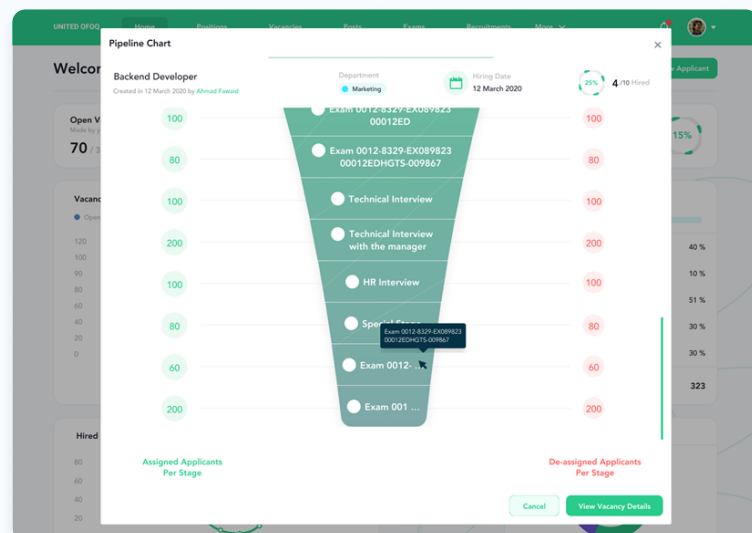 UNITED OFOQ Home Positions Vacancies Posts Exams Recruitments More
Pipeline Chart
Welcor
Applicant
Backend Developer
Created in 12 March 2020 by Ahmad Fawaid
Department
Marketing
Hiring Date
12 March 2020
25%
4/10 Hired
Open V
Made by y
70 / 3
15%
Vacanc
Open
120
100
90
80
60
40
20
0
40 %
10 %
51 %
30 %
30 %
323
100 Exam 0012-8329-EX089823 100
00012ED
80 Exam 0012-8329-EX089823 80
00012EDHGTS-009867
100 Technical Interview 100
200 Technical Interview 200
with the manager
100 HR Interview 100
80 Special Stage 80
Exam 0012-8329-EX089823
00012EDHGTS-009867
60 Exam 0012- ... 60
200 Exam 001 ... 200
Hired
80
60
40
20
Assigned Applicants
Per Stage
De-assigned Applicants
Per Stage
Cancel
View Vacancy Details